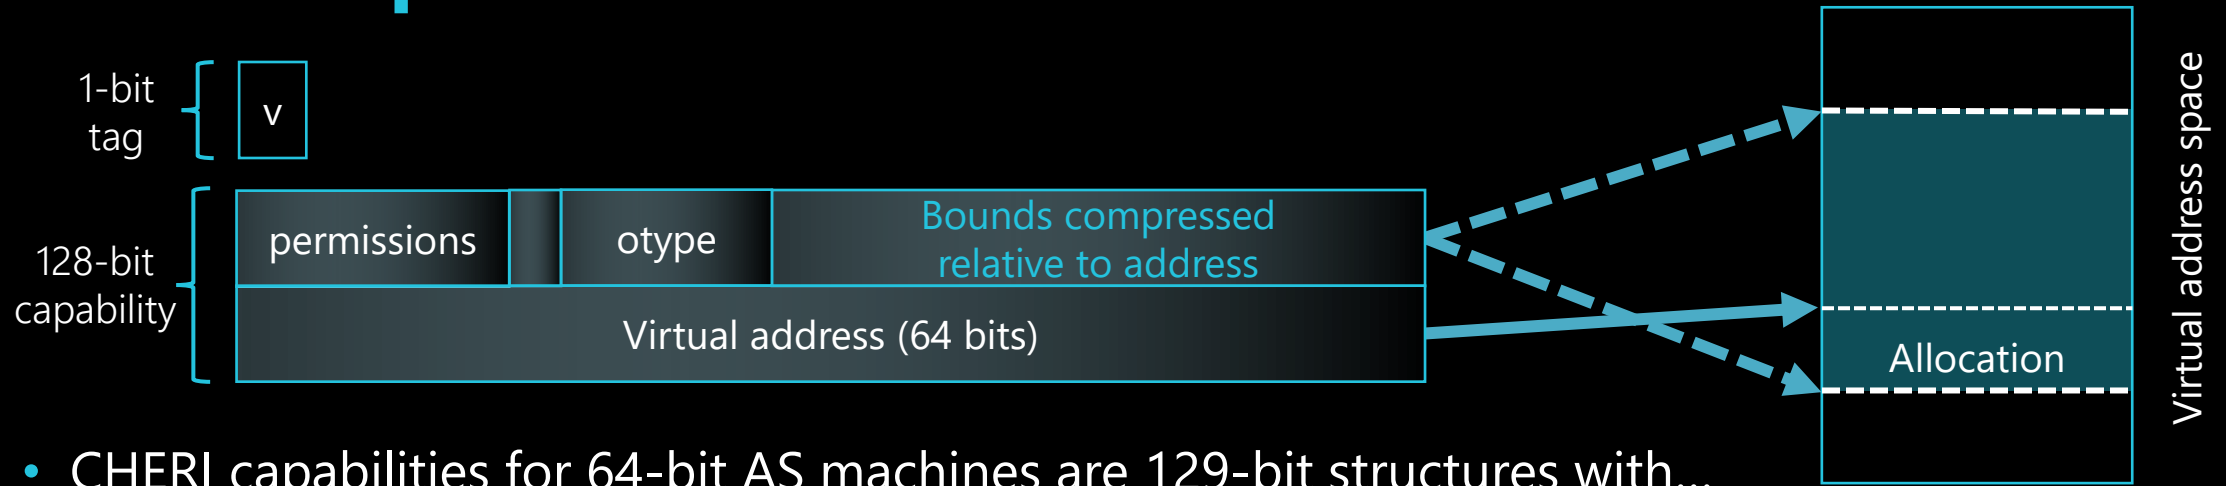 1-bit
tag
v
128-bit
capability
permissions
otype
Bounds compressed
relative to address
Virtual address (64 bits)
Allocation
Virtual address space
• CHERI capabilities for 64-bit AS machines are 129-bit structures with...